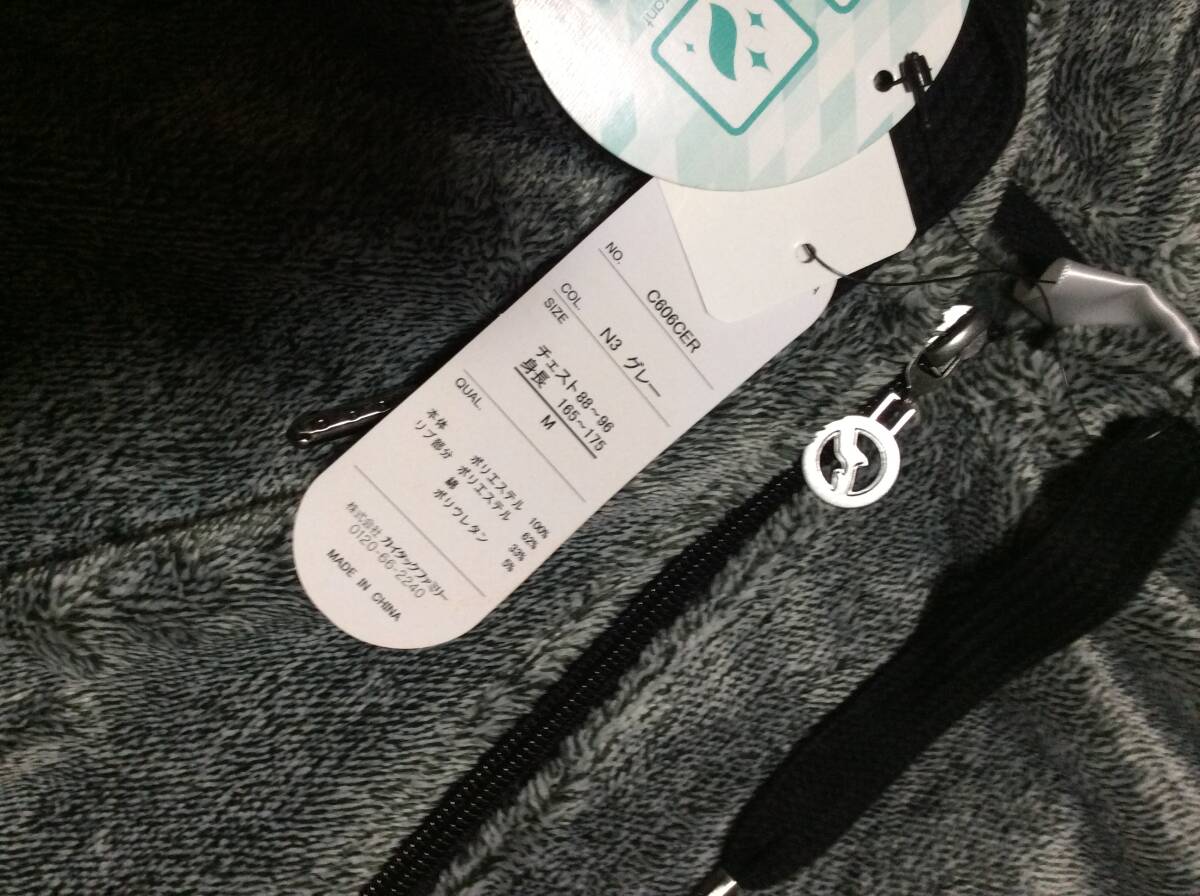 NO.
C606CER
COL.
N3 グレー
SIZE
チェスト88~96
身長 165~175
M
QUAL.
本体 ポリエステル 100%
リブ部分 ポリエステル 62%
綿 33%
ポリウレタン 5%
株式会社 カイタックファミリー
0120-66-2240
MADE IN CHINA